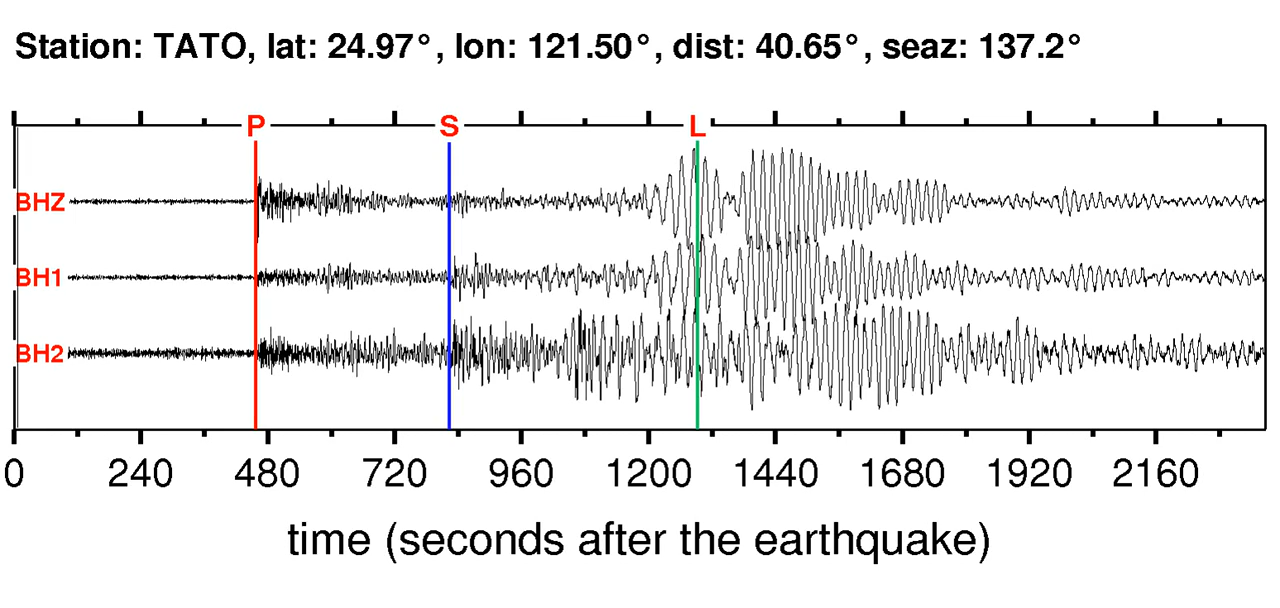 Station: TATO, lat: 24.97°, lon: 121.50°, dist: 40.65°, seaz: 137.2°
P S L
BHZ
BH1
BH2
0 240 480 720 960 1200 1440 1680 1920 2160
time (seconds after the earthquake)